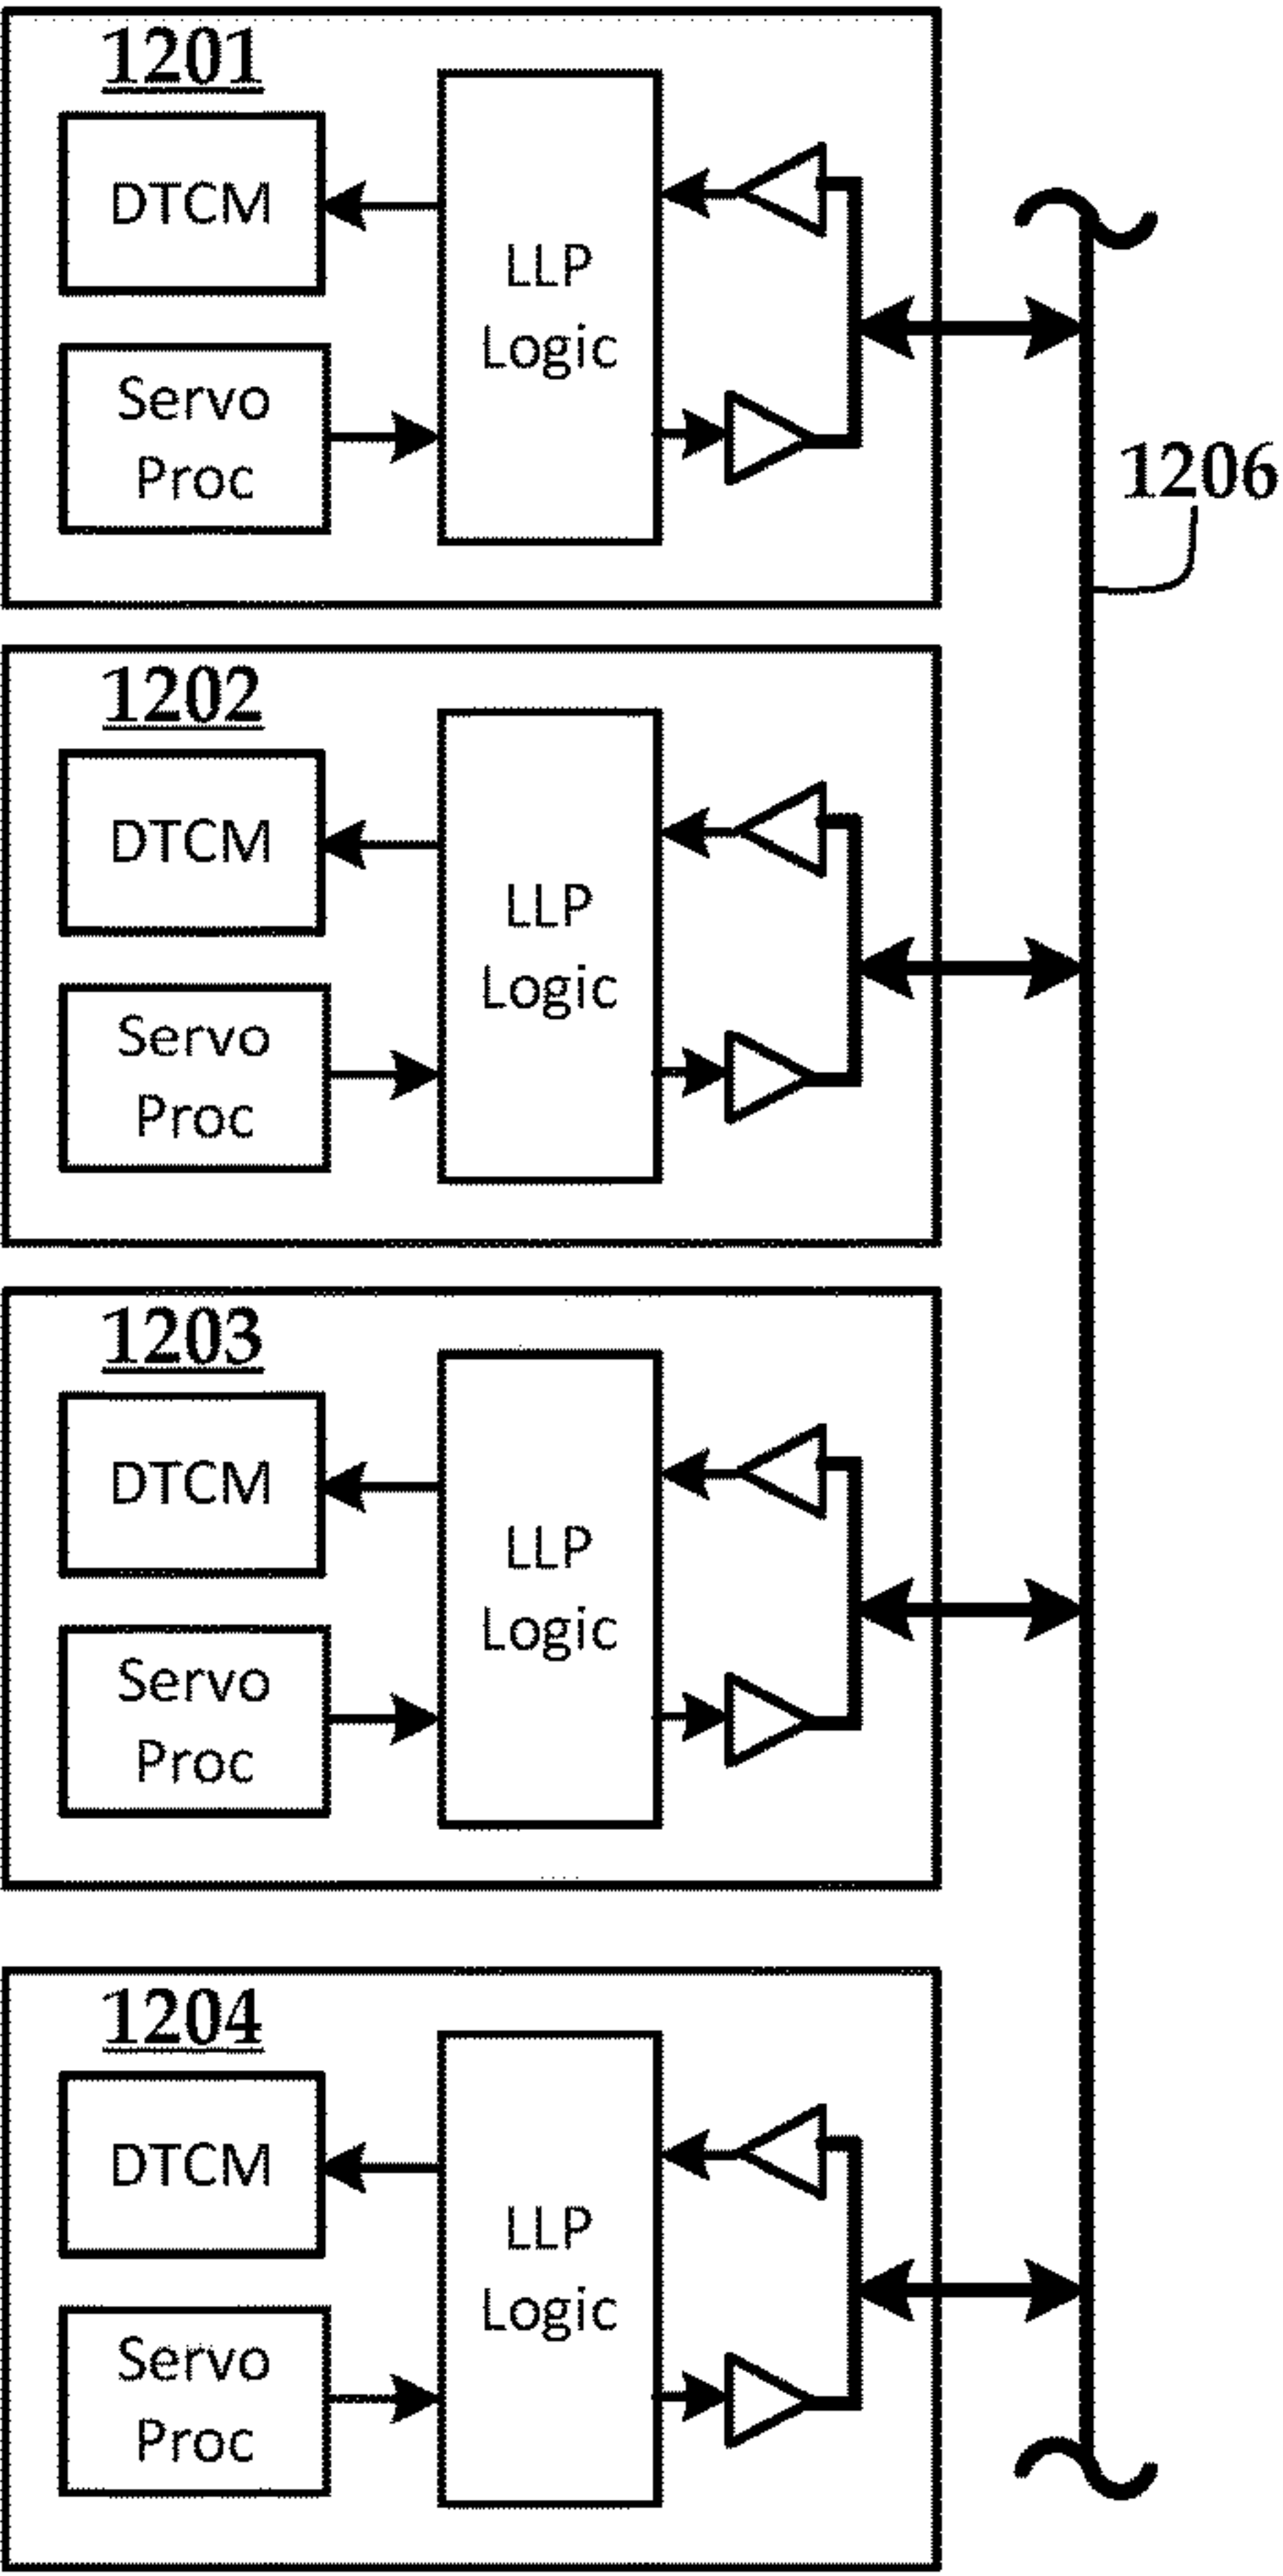 1201
DTCM
LLP
Logic
Servo
Proc
1206
1202
DTCM
LLP
Logic
Servo
Proc
1203
DTCM
LLP
Logic
Servo
Proc
1204
DTCM
LLP
Logic
Servo
Proc